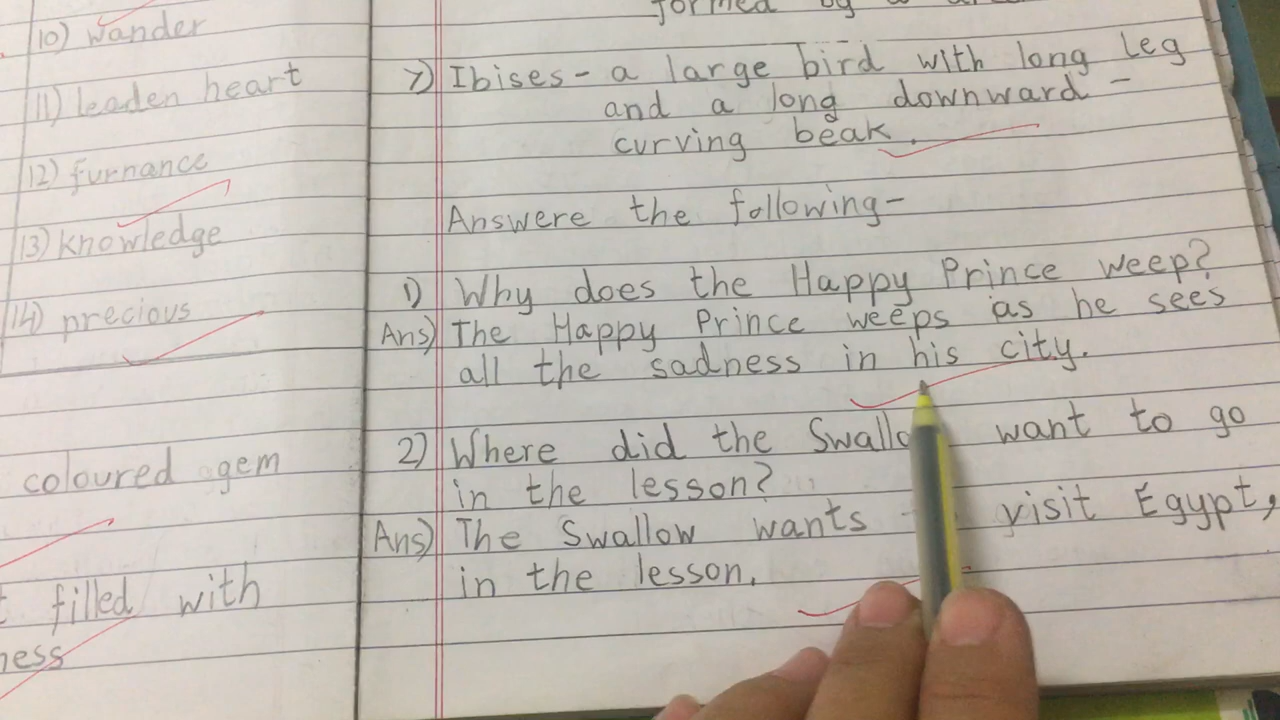 10) Wander
11) leaden heart
12) furnance
13) knowledge
14) precious
coloured gem
filled with
formed by a
7) Ibises - a large bird with long leg
and a long downward -
curving beak.
Answere the following -
1) Why does the Happy Prince weep?
Ans) The Happy Prince weeps as he sees
all the sadness in his city.
2) Where did the Swallow want to go
in the lesson?
Ans) The Swallow wants visit Egypt,
in the lesson.